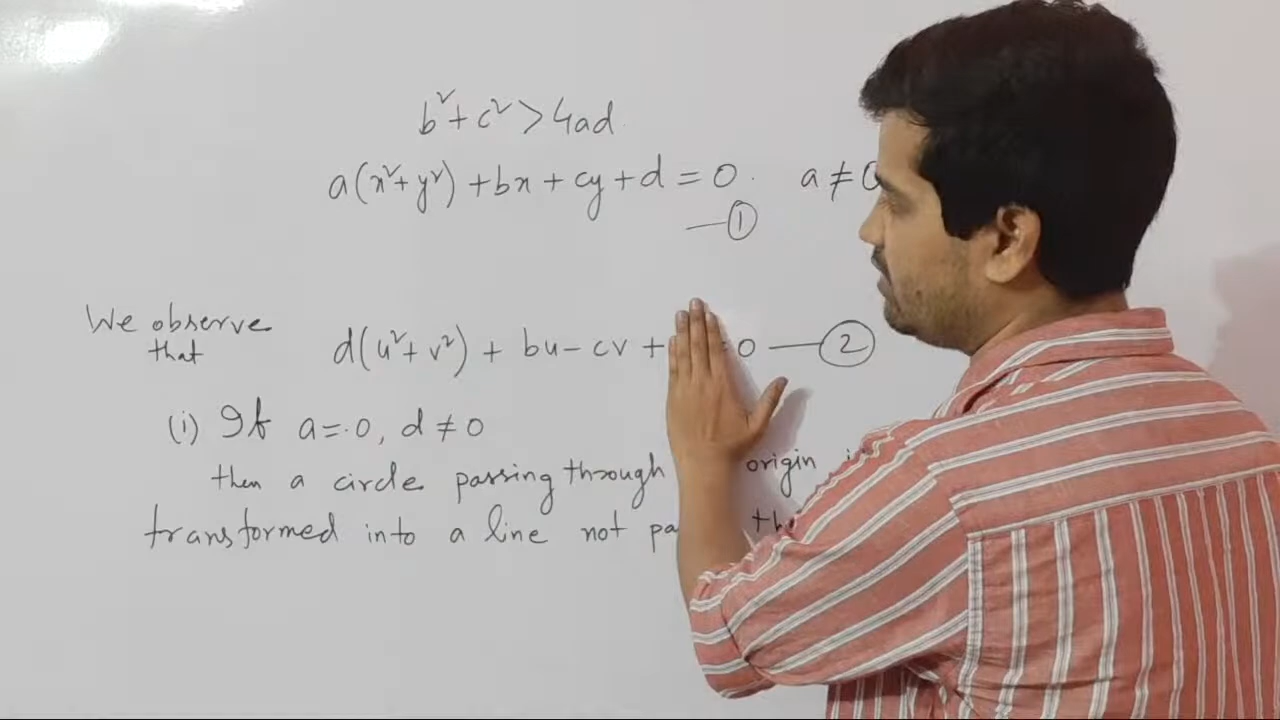 b² + c² > 4ad.
a(x² + y²) + bx + cy + d = 0. a ≠ 0
— ①
We observe that
d(u² + v²) + bu - cv + = 0 — ②
(i) If a = 0, d ≠ 0
then a circle passing through origin
transformed into a line not